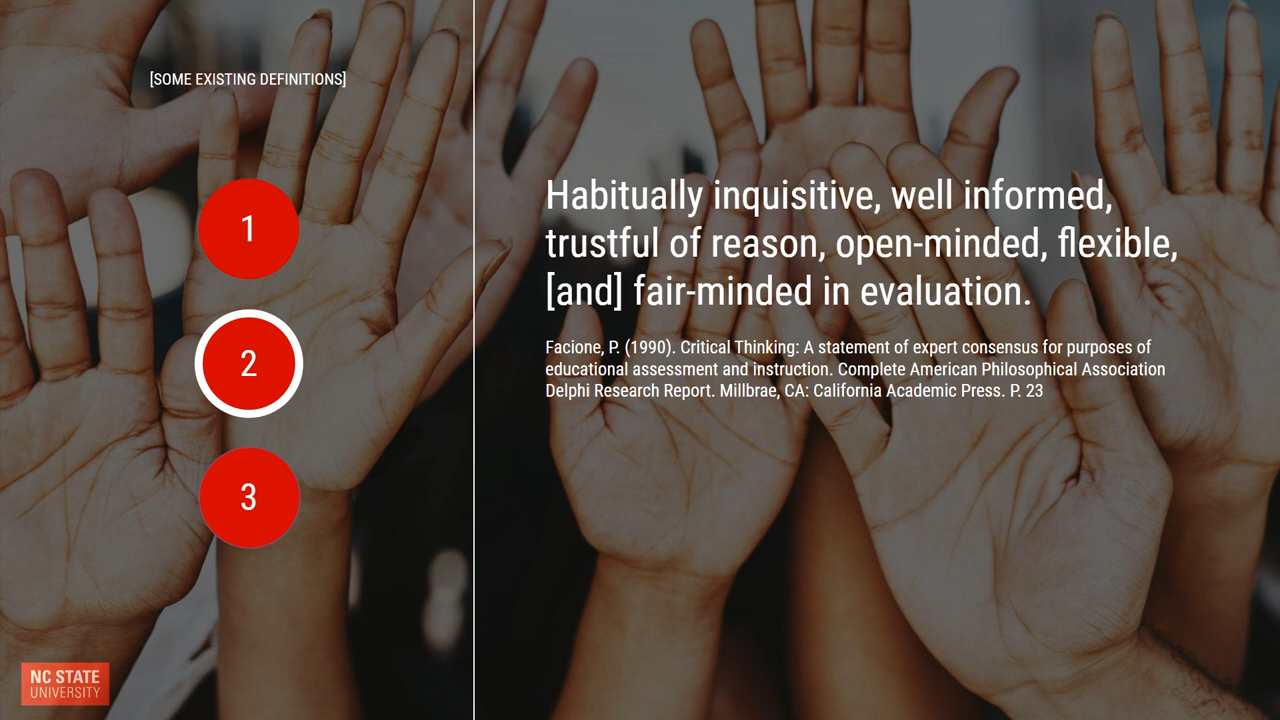 [SOME EXISTING DEFINITIONS]
1
2
3
Habitually inquisitive, well informed,
trustful of reason, open-minded, flexible,
[and] fair-minded in evaluation.
Facione, P. (1990). Critical Thinking: A statement of expert consensus for purposes of
educational assessment and instruction. Complete American Philosophical Association
Delphi Research Report. Millbrae, CA: California Academic Press. P. 23
NC STATE
UNIVERSITY